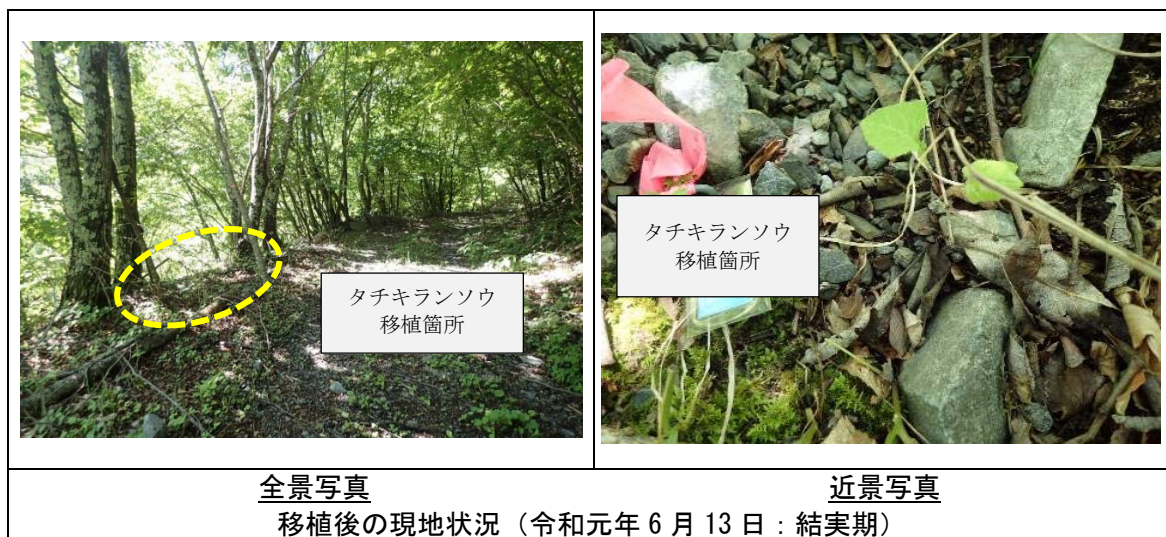 タチキランソウ
移植箇所
タチキランソウ
移植箇所
全景写真
近景写真
移植後の現地状況（令和元年 6 月 13 日：結実期）